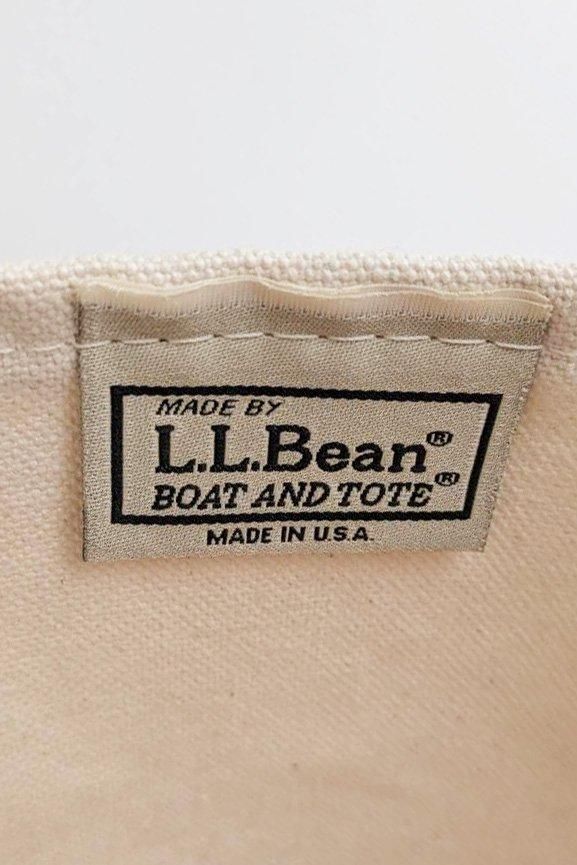 MADE BY
L.L.Bean®
BOAT AND TOTE®
MADE IN U.S.A.